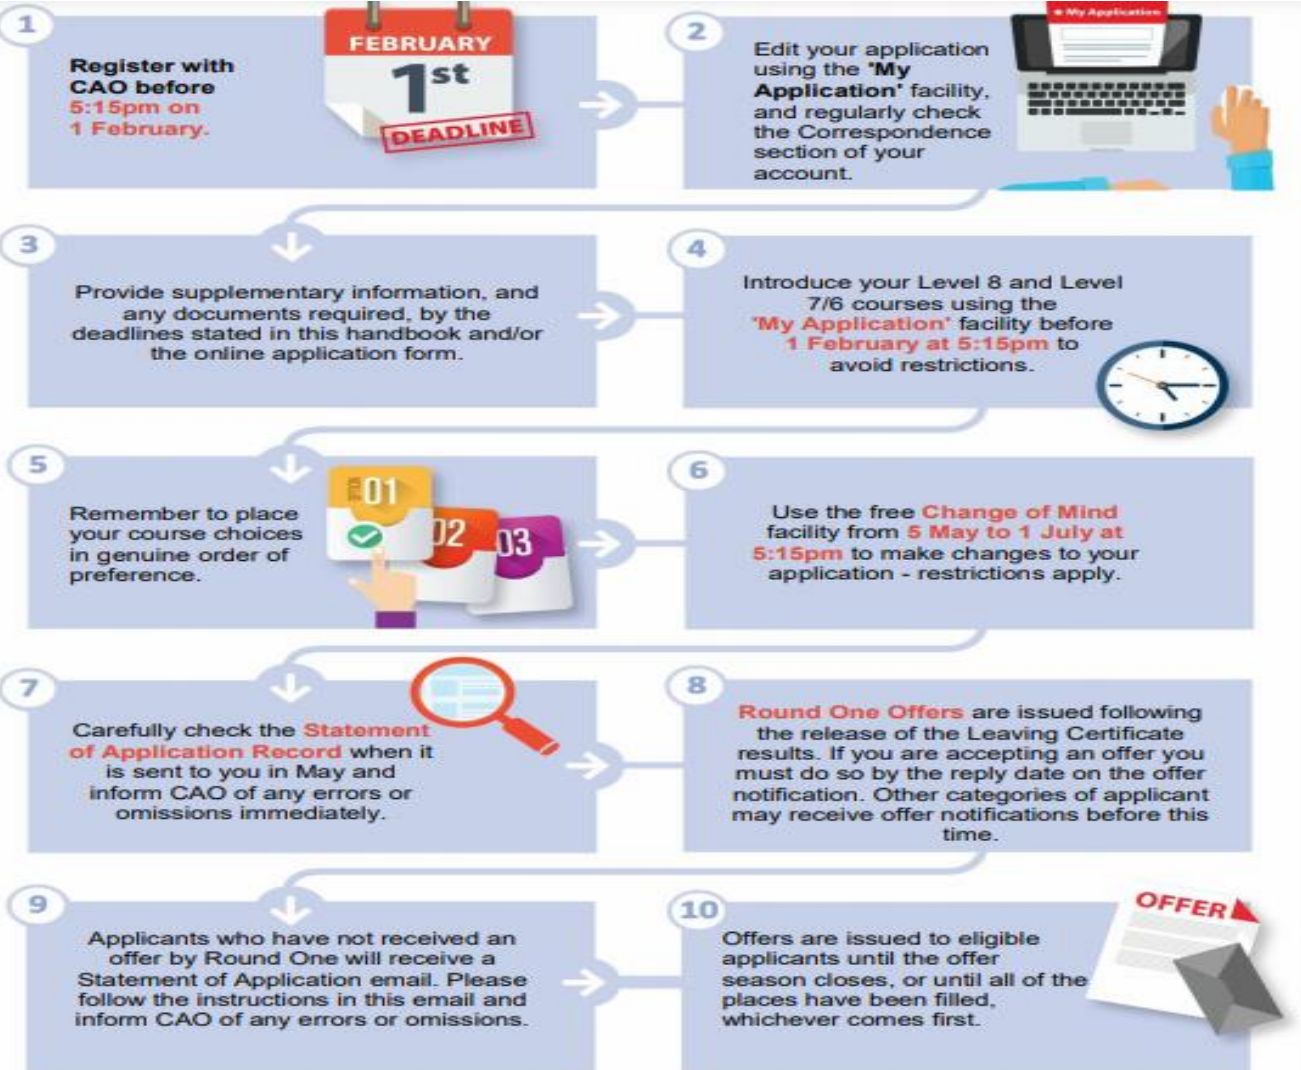 1
Register with
CAO before
5:15pm on
1 February.
FEBRUARY
1st
DEADLINE
2
Edit your application
using the 'My
Application' facility,
and regularly check
the Correspondence
section of your
account.
My Application
3
Provide supplementary information, and
any documents required, by the
deadlines stated in this handbook and/or
the online application form.
4
Introduce your Level 8 and Level
7/6 courses using the
'My Application' facility before
1 February at 5:15pm to
avoid restrictions.
5
Remember to place
your course choices
in genuine order of
preference.
OPTION
01
02
03
6
Use the free Change of Mind
facility from 5 May to 1 July at
5:15pm to make changes to your
application - restrictions apply.
7
Carefully check the Statement
of Application Record when it
is sent to you in May and
inform CAO of any errors or
omissions immediately.
8
Round One Offers are issued following
the release of the Leaving Certificate
results. If you are accepting an offer you
must do so by the reply date on the offer
notification. Other categories of applicant
may receive offer notifications before this
time.
9
Applicants who have not received an
offer by Round One will receive a
Statement of Application email. Please
follow the instructions in this email and
inform CAO of any errors or omissions.
10
Offers are issued to eligible
applicants until the offer
season closes, or until all of the
places have been filled,
whichever comes first.
OFFER